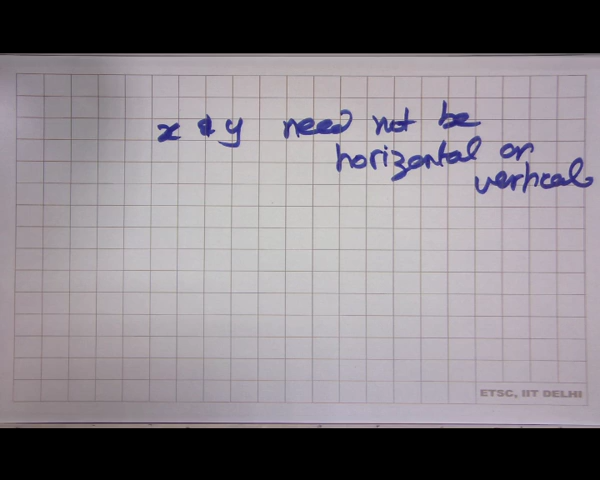 x & y need not be
horizontal or
vertical
ETSC, IIT DELHI